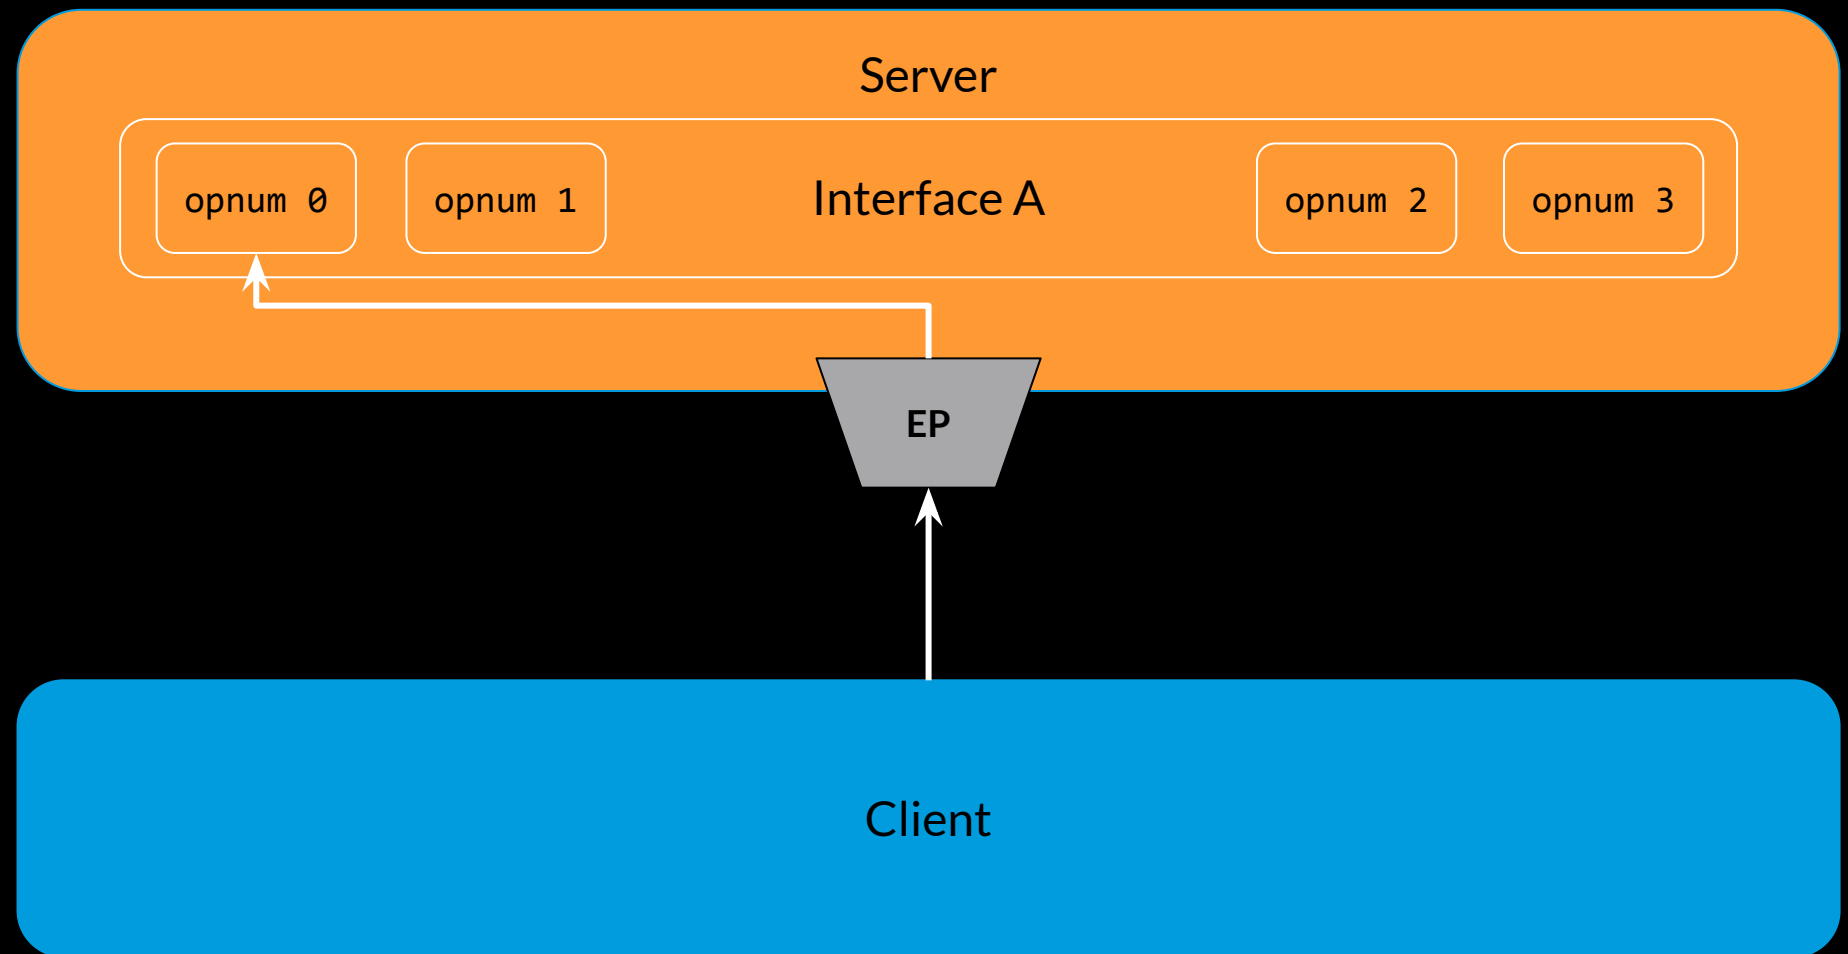 Server
opnum 0
opnum 1
Interface A
opnum 2
opnum 3
EP
Client